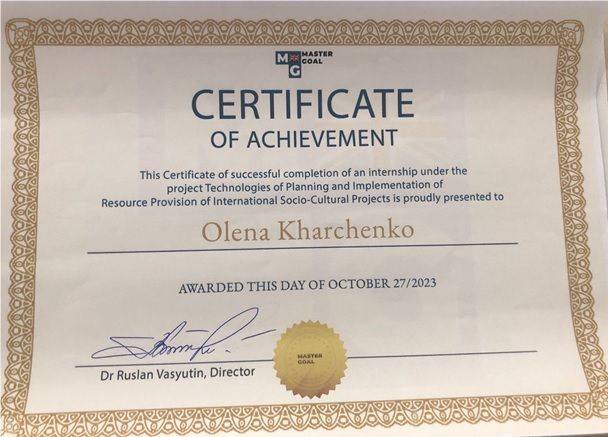 MG MASTER
GOAL
CERTIFICATE
OF ACHIEVEMENT
This Certificate of successful completion of an internship under the
project Technologies of Planning and Implementation of
Resource Provision of International Socio-Cultural Projects is proudly presented to
Olena Kharchenko
AWARDED THIS DAY OF OCTOBER 27/2023
MASTER
GOAL
Dr Ruslan Vasyutin, Director